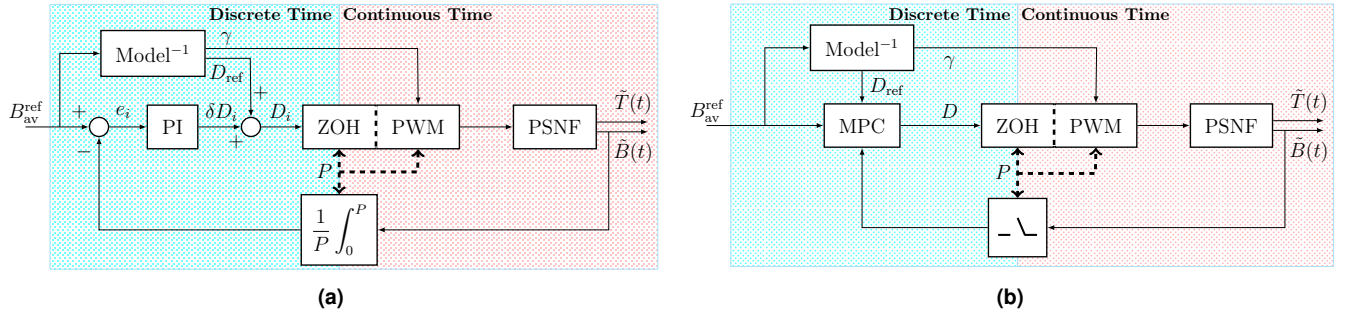 Discrete Time Continuous Time
Model⁻¹
γ
D_ref
B_av^ref
+
e_i
PI
δD_i
+
+
D_i
ZOH
PWM
PSNF
T̃(t)
B̃(t)
−
P
1/P ∫₀^P
(a)
Discrete Time Continuous Time
Model⁻¹
γ
D_ref
B_av^ref
MPC
D
ZOH
PWM
PSNF
T̃(t)
B̃(t)
P
(b)